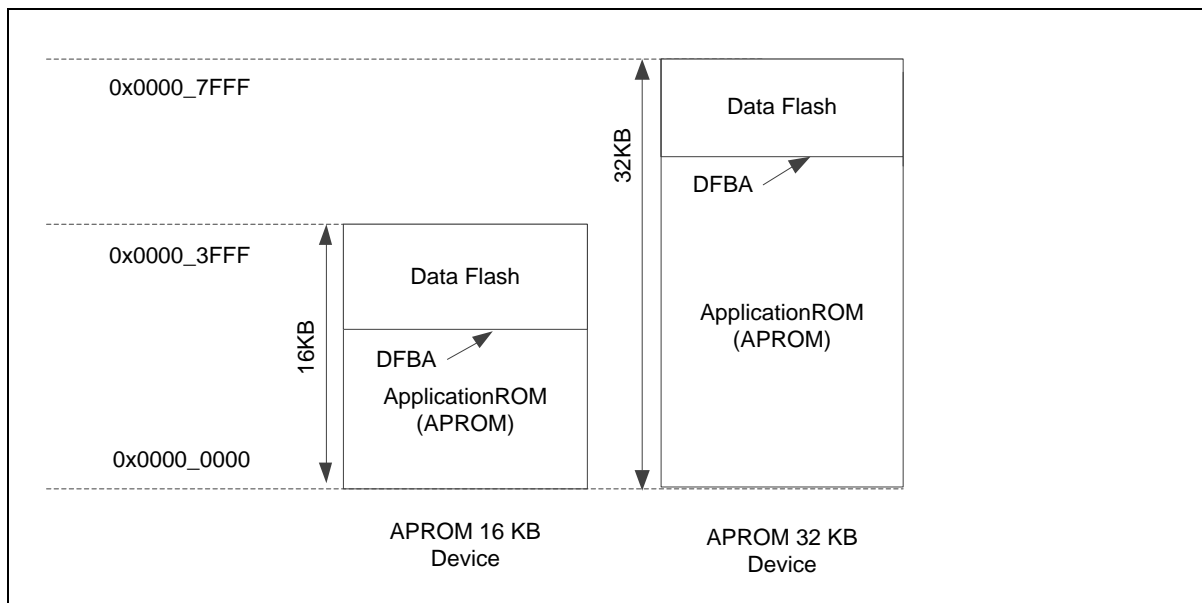 0x0000_7FFF
Data Flash
32KB
DFBA
0x0000_3FFF
Data Flash
16KB
DFBA
ApplicationROM
(APROM)
ApplicationROM
(APROM)
0x0000_0000
APROM 16 KB
Device
APROM 32 KB
Device